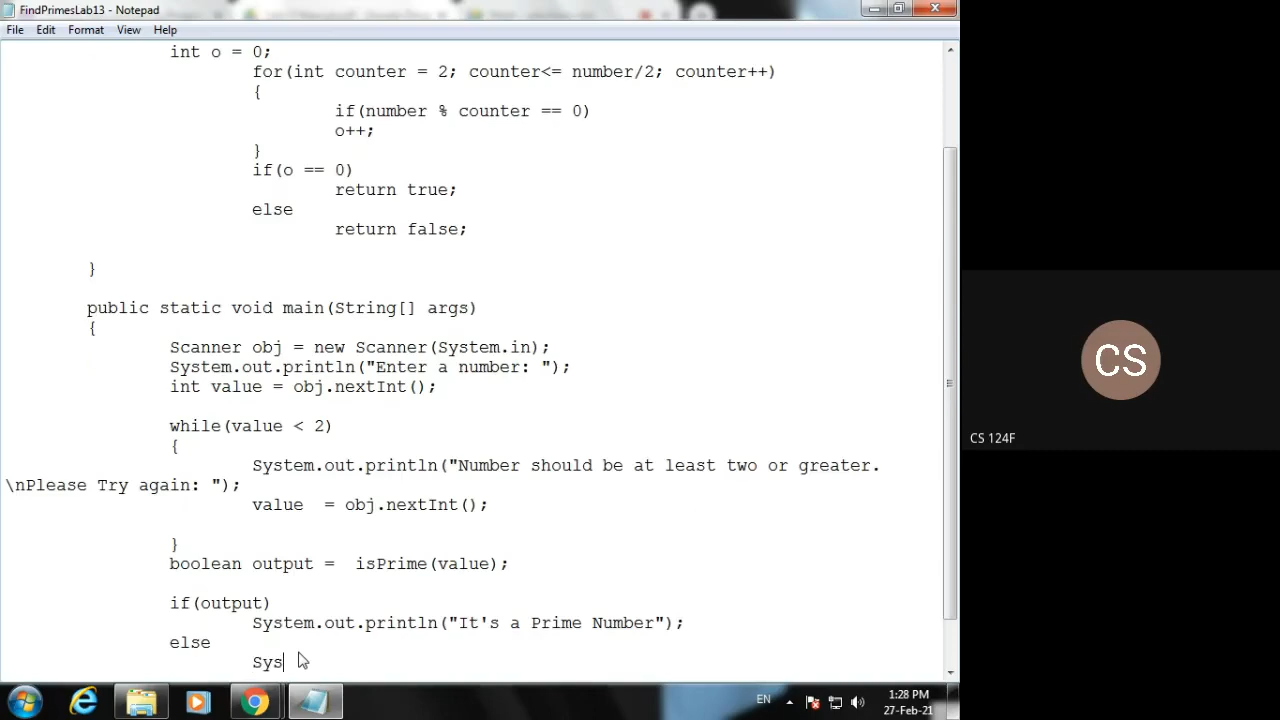 FindPrimesLab13 - Notepad
File Edit Format View Help
int o = 0;
for(int counter = 2; counter<= number/2; counter++)
{
if(number % counter == 0)
o++;
}
if(o == 0)
return true;
else
return false;
}
public static void main(String[] args)
{
Scanner obj = new Scanner(System.in);
System.out.println("Enter a number: ");
int value = obj.nextInt();
while(value < 2)
{
System.out.println("Number should be at least two or greater.
\nPlease Try again: ");
value  = obj.nextInt();
}
boolean output =  isPrime(value);
if(output)
System.out.println("It's a Prime Number");
else
Sys
CS
CS 124F
EN
1:28 PM
27-Feb-21